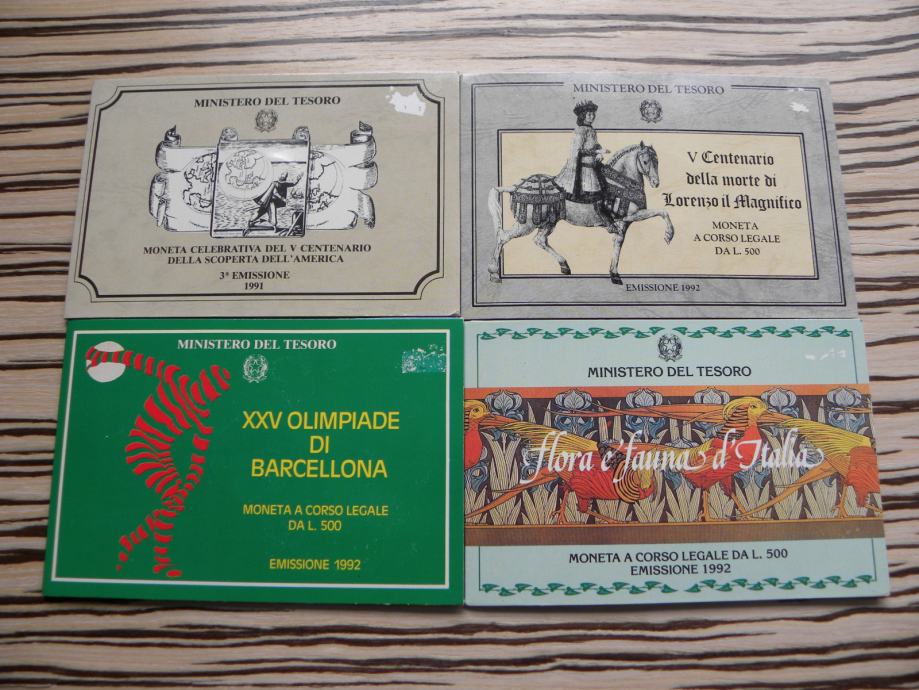 MINISTERO DEL TESORO
MONETA CELEBRATIVA DEL V CENTENARIO
DELLA SCOPERTA DELL'AMERICA
3ª EMISSIONE
1991
MINISTERO DEL TESORO
V Centenario
della morte di
Lorenzo il Magnifico
MONETA
A CORSO LEGALE
DA L. 500
EMISSIONE 1992
MINISTERO DEL TESORO
XXV OLIMPIADE
DI
BARCELLONA
MONETA A CORSO LEGALE
DA L. 500
EMISSIONE 1992
MINISTERO DEL TESORO
flora e fauna d'Italia
MONETA A CORSO LEGALE DA L. 500
EMISSIONE 1992